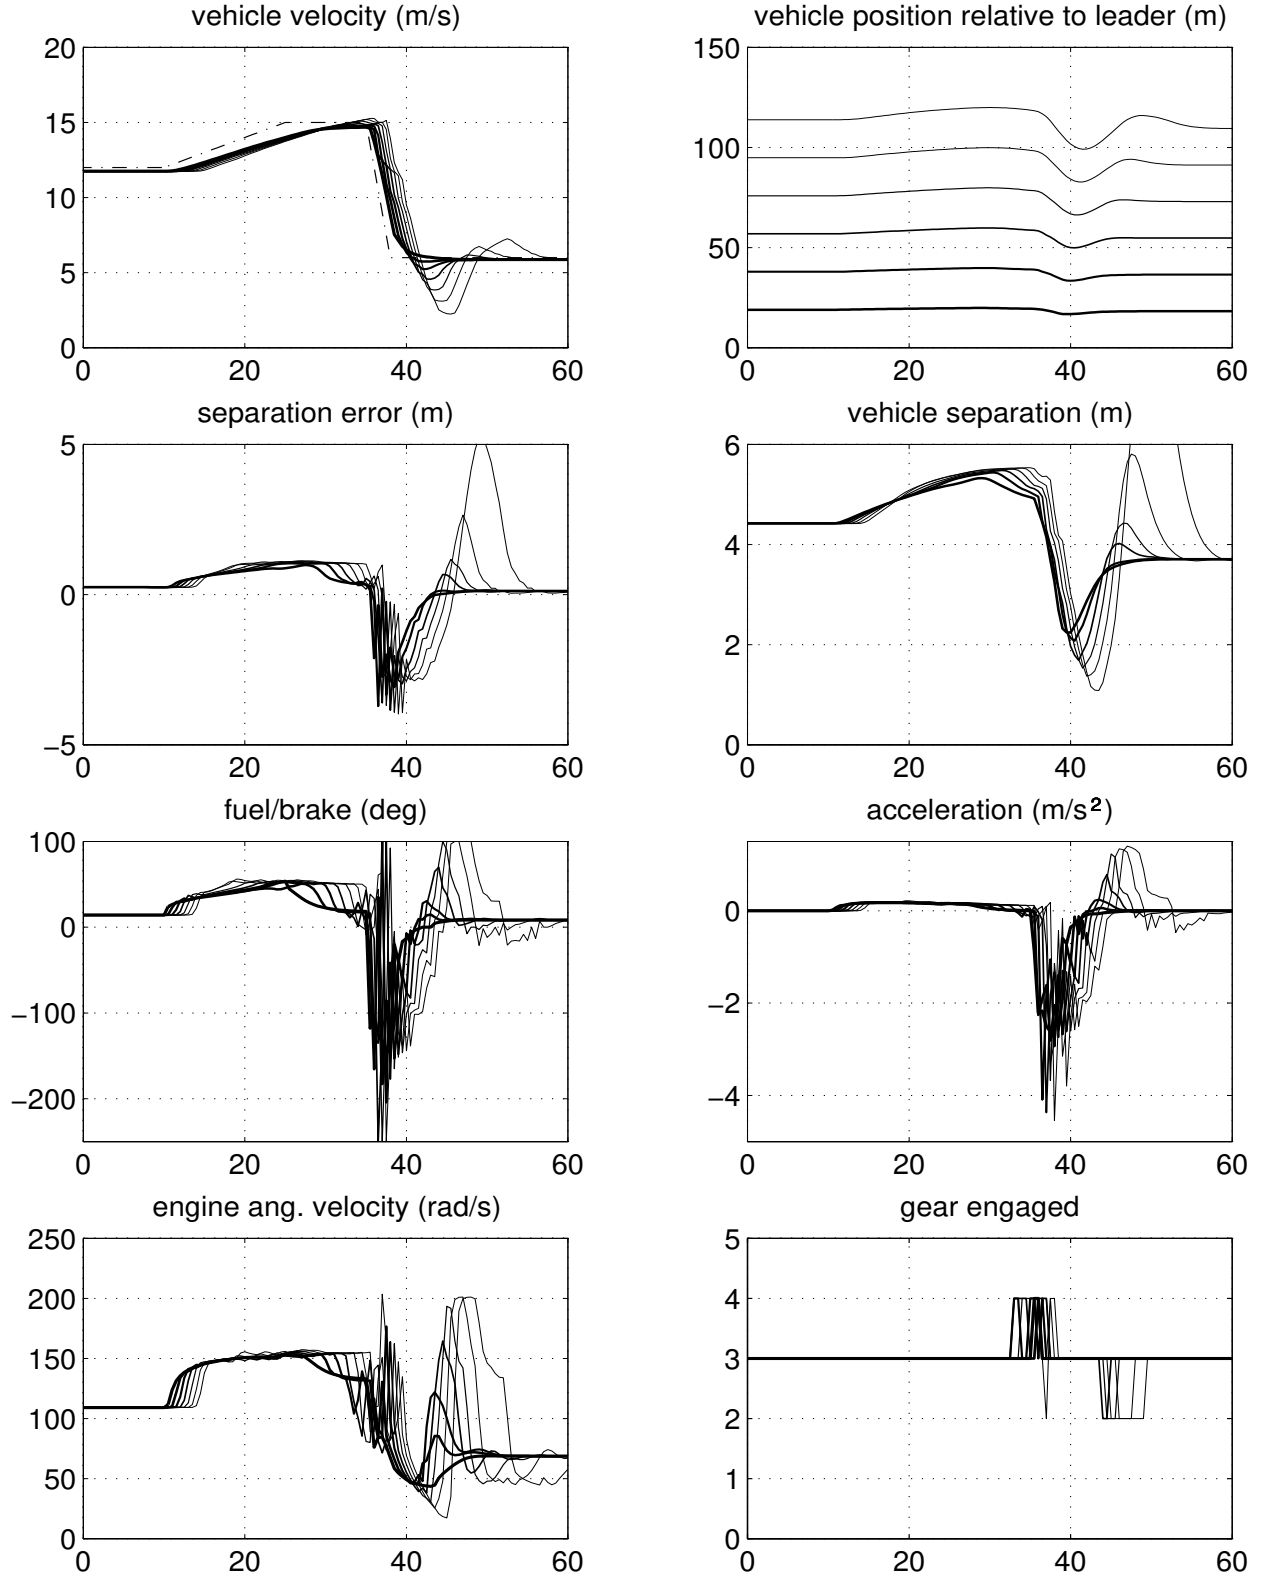 vehicle velocity (m/s)
20
15
10
5
0
0 20 40 60
vehicle position relative to leader (m)
150
100
50
0
0 20 40 60
separation error (m)
5
0
−5
0 20 40 60
vehicle separation (m)
6
4
2
0
0 20 40 60
fuel/brake (deg)
100
0
−100
−200
0 20 40 60
acceleration (m/s²)
0
−2
−4
0 20 40 60
engine ang. velocity (rad/s)
250
200
150
100
50
0
0 20 40 60
gear engaged
5
4
3
2
1
0
0 20 40 60